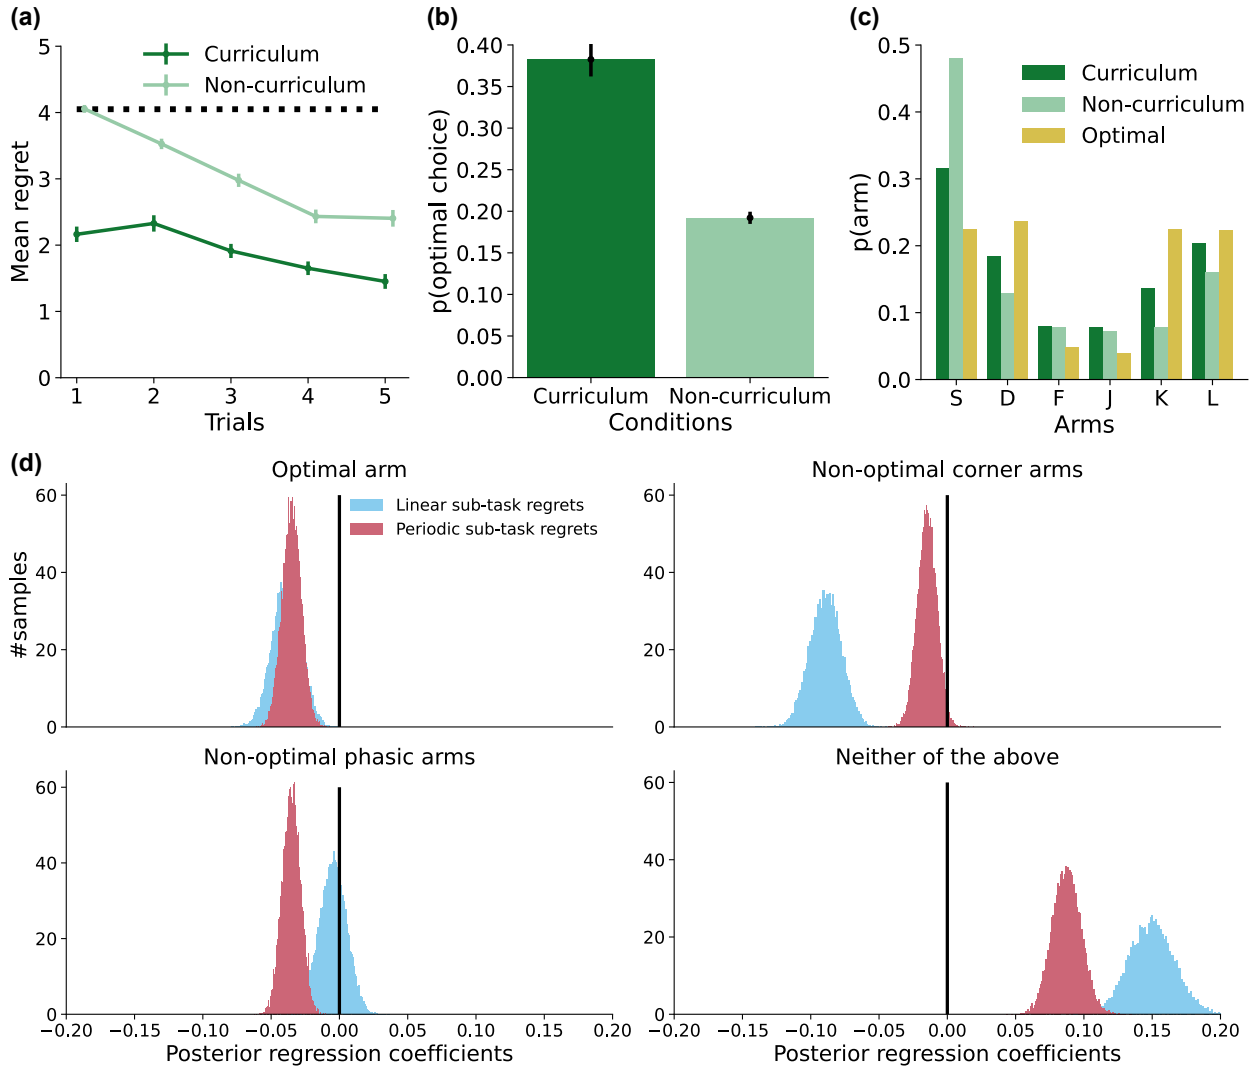 (a)
Mean regret
5
4
3
2
1
0
Curriculum
Non-curriculum
1 2 3 4 5
Trials
(b)
p(optimal choice)
0.40
0.35
0.30
0.25
0.20
0.15
0.10
0.05
0.00
Curriculum Non-curriculum
Conditions
(c)
p(arm)
0.5
0.4
0.3
0.2
0.1
0.0
Curriculum
Non-curriculum
Optimal
S D F J K L
Arms
(d)
Optimal arm
#samples
60
40
20
0
Linear sub-task regrets
Periodic sub-task regrets
Non-optimal corner arms
60
40
20
0
Non-optimal phasic arms
60
40
20
0
−0.20 −0.15 −0.10 −0.05 0.00 0.05 0.10 0.15 0.20
Posterior regression coefficients
Neither of the above
60
40
20
0
−0.20 −0.15 −0.10 −0.05 0.00 0.05 0.10 0.15 0.20
Posterior regression coefficients